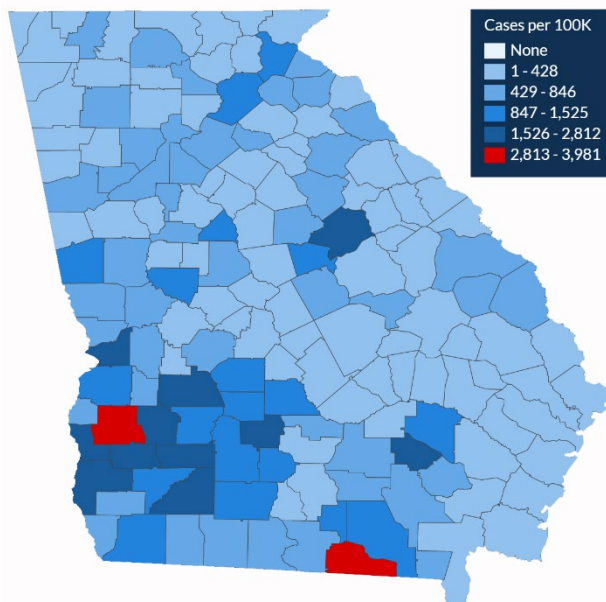 Cases per 100K
None
1 - 428
429 - 846
847 - 1,525
1,526 - 2,812
2,813 - 3,981